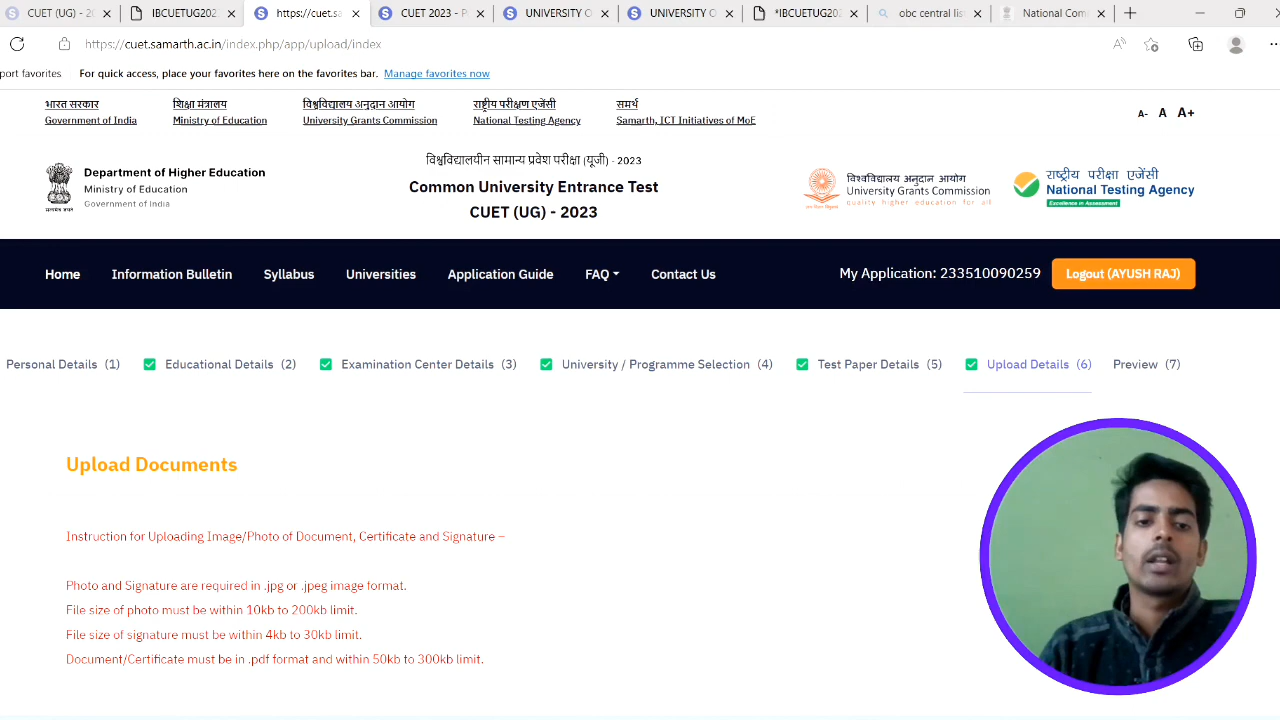 CUET (UG) - 20
IBCUETUG202
https://cuet.sa
CUET 2023 - P
UNIVERSITY O
UNIVERSITY O
*IBCUETUG202
obc central lis
National Com
https://cuet.samarth.ac.in/index.php/app/upload/index
port favorites
For quick access, place your favorites here on the favorites bar. Manage favorites now
भारत सरकार
शिक्षा मंत्रालय
विश्वविद्यालय अनुदान आयोग
राष्ट्रीय परीक्षण एजेंसी
समर्थ
Government of India
Ministry of Education
University Grants Commission
National Testing Agency
Samarth, ICT Initiatives of MoE
A- A A+
Department of Higher Education
Ministry of Education
Government of India
विश्वविद्यालयीन सामान्य प्रवेश परीक्षा (यूजी) - 2023
Common University Entrance Test
CUET (UG) - 2023
विश्वविद्यालय अनुदान आयोग
University Grants Commission
quality higher education for all
राष्ट्रीय परीक्षा एजेंसी
National Testing Agency
Excellence in Assessment
Home Information Bulletin Syllabus Universities Application Guide FAQ Contact Us My Application: 233510090259 Logout (AYUSH RAJ)
Personal Details (1) Educational Details (2) Examination Center Details (3) University / Programme Selection (4) Test Paper Details (5) Upload Details (6) Preview (7)
Upload Documents
Instruction for Uploading Image/Photo of Document, Certificate and Signature –
Photo and Signature are required in .jpg or .jpeg image format.
File size of photo must be within 10kb to 200kb limit.
File size of signature must be within 4kb to 30kb limit.
Document/Certificate must be in .pdf format and within 50kb to 300kb limit.